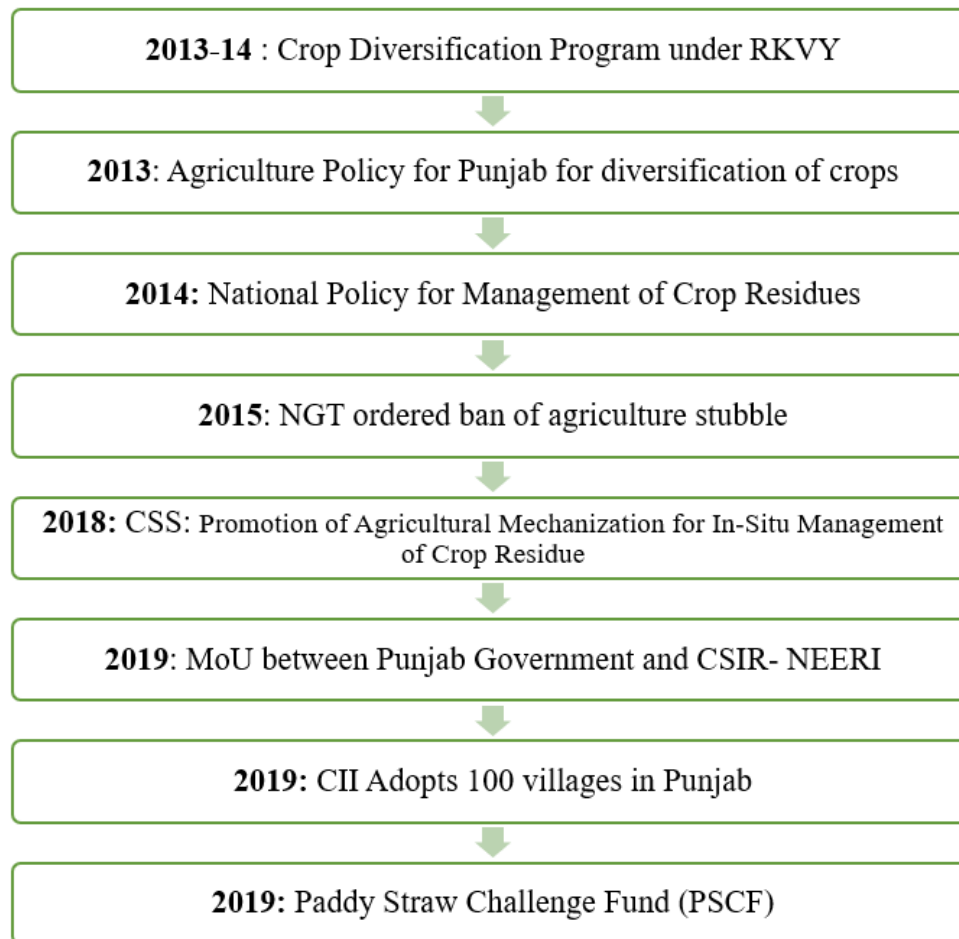 2013-14 : Crop Diversification Program under RKVY
2013: Agriculture Policy for Punjab for diversification of crops
2014: National Policy for Management of Crop Residues
2015: NGT ordered ban of agriculture stubble
2018: CSS: Promotion of Agricultural Mechanization for In-Situ Management
of Crop Residue
2019: MoU between Punjab Government and CSIR- NEERI
2019: CII Adopts 100 villages in Punjab
2019: Paddy Straw Challenge Fund (PSCF)